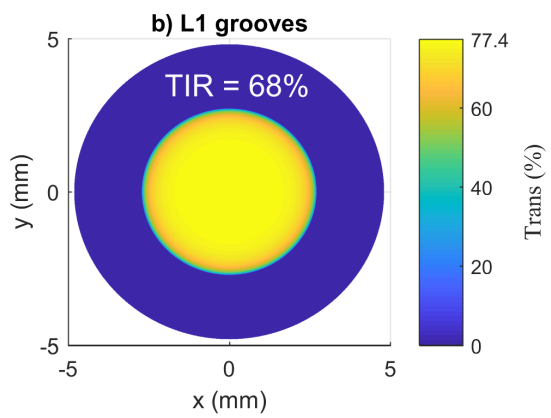 b) L1 grooves
TIR = 68%
5
0
-5
-5
0
5
x (mm)
y (mm)
77.4
60
40
20
0
Trans (%)